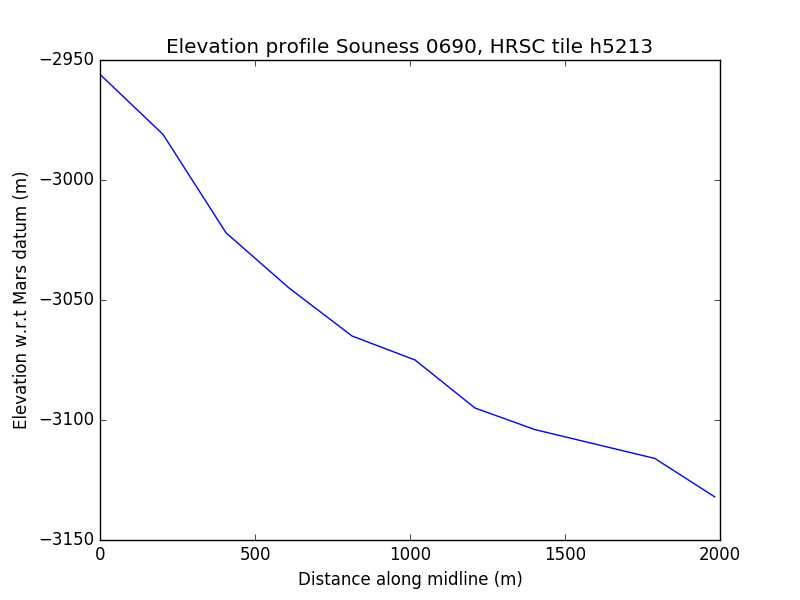 Elevation profile Souness 0690, HRSC tile h5213
−2950
−3000
−3050
−3100
−3150
Elevation w.r.t Mars datum (m)
0 500 1000 1500 2000
Distance along midline (m)